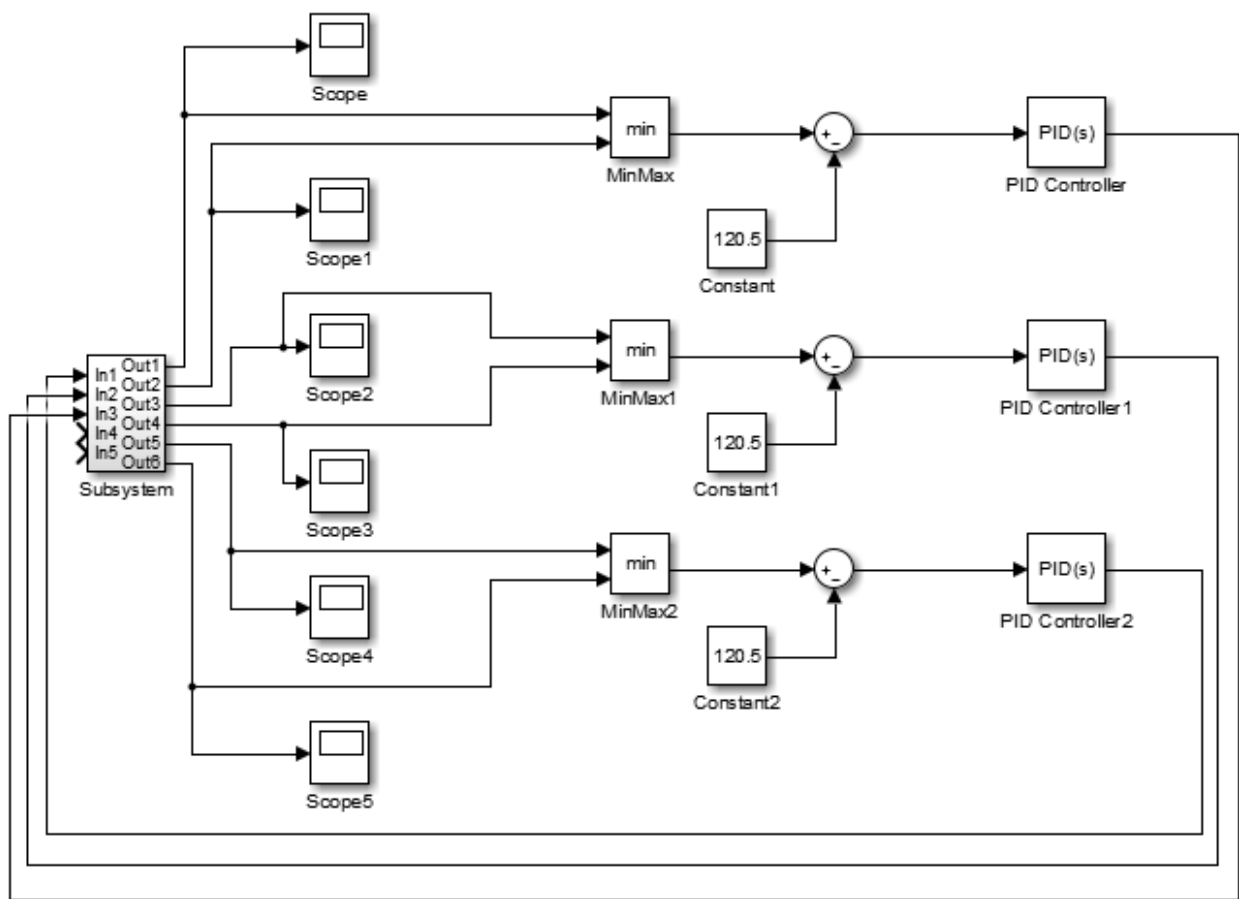 Scope
min
MinMax
+
-
PID(s)
PID Controller
120.5
Constant
Scope1
Scope2
min
MinMax1
+
-
PID(s)
PID Controller1
120.5
Constant1
In1
In2
In3
In4
In5
Out1
Out2
Out3
Out4
Out5
Out6
Subsystem
Scope3
min
MinMax2
+
-
PID(s)
PID Controller2
120.5
Constant2
Scope4
Scope5